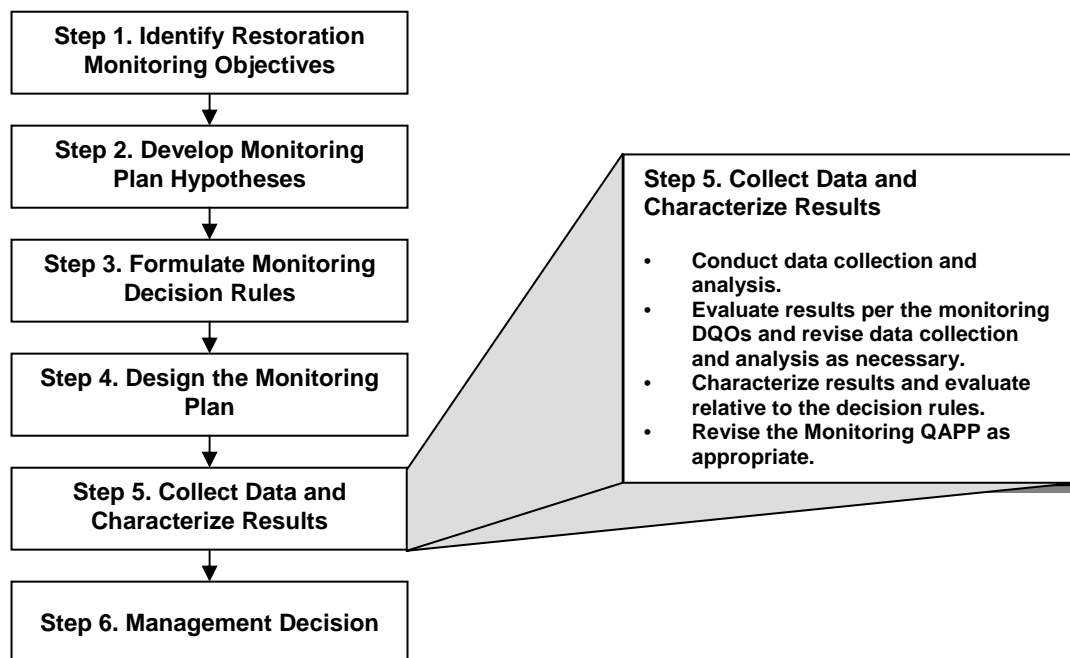 Step 1. Identify Restoration
Monitoring Objectives
Step 2. Develop Monitoring
Plan Hypotheses
Step 3. Formulate Monitoring
Decision Rules
Step 4. Design the Monitoring
Plan
Step 5. Collect Data and
Characterize Results
Step 6. Management Decision
Step 5. Collect Data and
Characterize Results
• Conduct data collection and
analysis.
• Evaluate results per the monitoring
DQOs and revise data collection
and analysis as necessary.
• Characterize results and evaluate
relative to the decision rules.
• Revise the Monitoring QAPP as
appropriate.